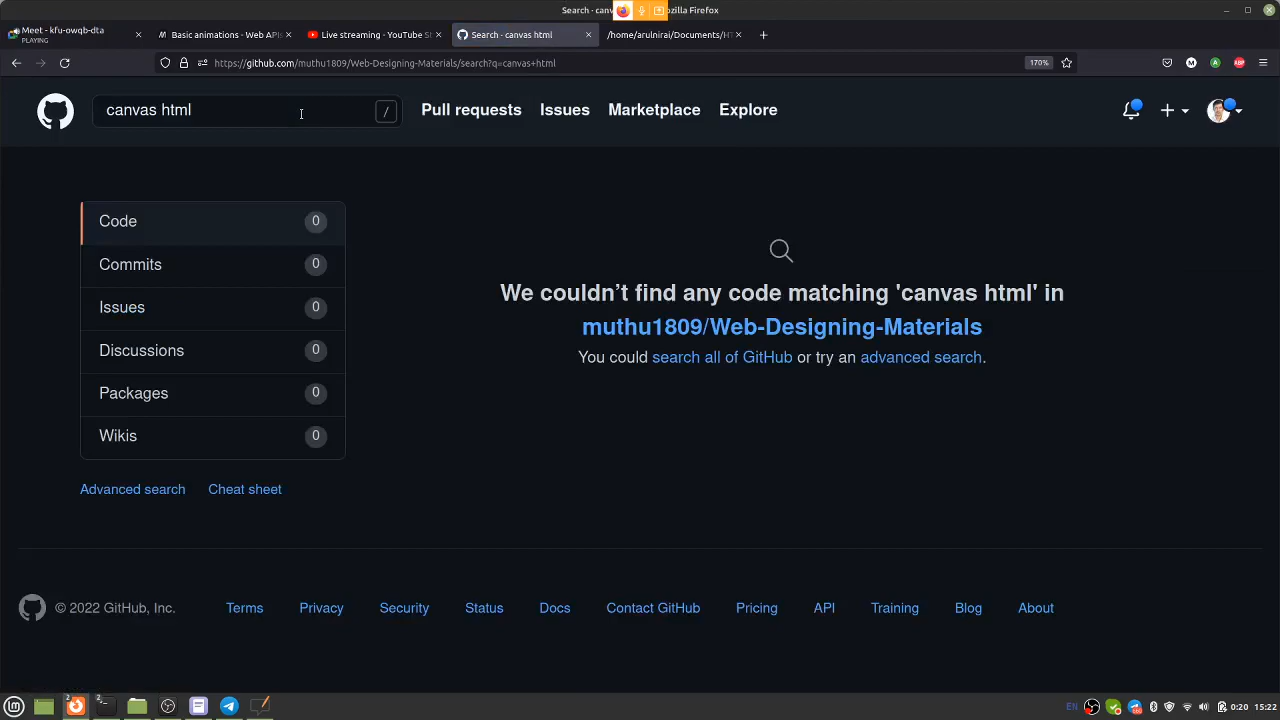 Search - canv
ozilla Firefox
Meet - kfu-owqb-dta
PLAYING
Basic animations - Web APIs
Live streaming - YouTube S
Search · canvas html
/home/arulnirai/Documents/HT
https://github.com/muthu1809/Web-Designing-Materials/search?q=canvas+html
170%
canvas html
/
Pull requests
Issues
Marketplace
Explore
Code 0
Commits 0
Issues 0
Discussions 0
Packages 0
Wikis 0
Advanced search
Cheat sheet
We couldn’t find any code matching 'canvas html' in
muthu1809/Web-Designing-Materials
You could search all of GitHub or try an advanced search.
© 2022 GitHub, Inc.
Terms
Privacy
Security
Status
Docs
Contact GitHub
Pricing
API
Training
Blog
About
EN
0:20
15:22